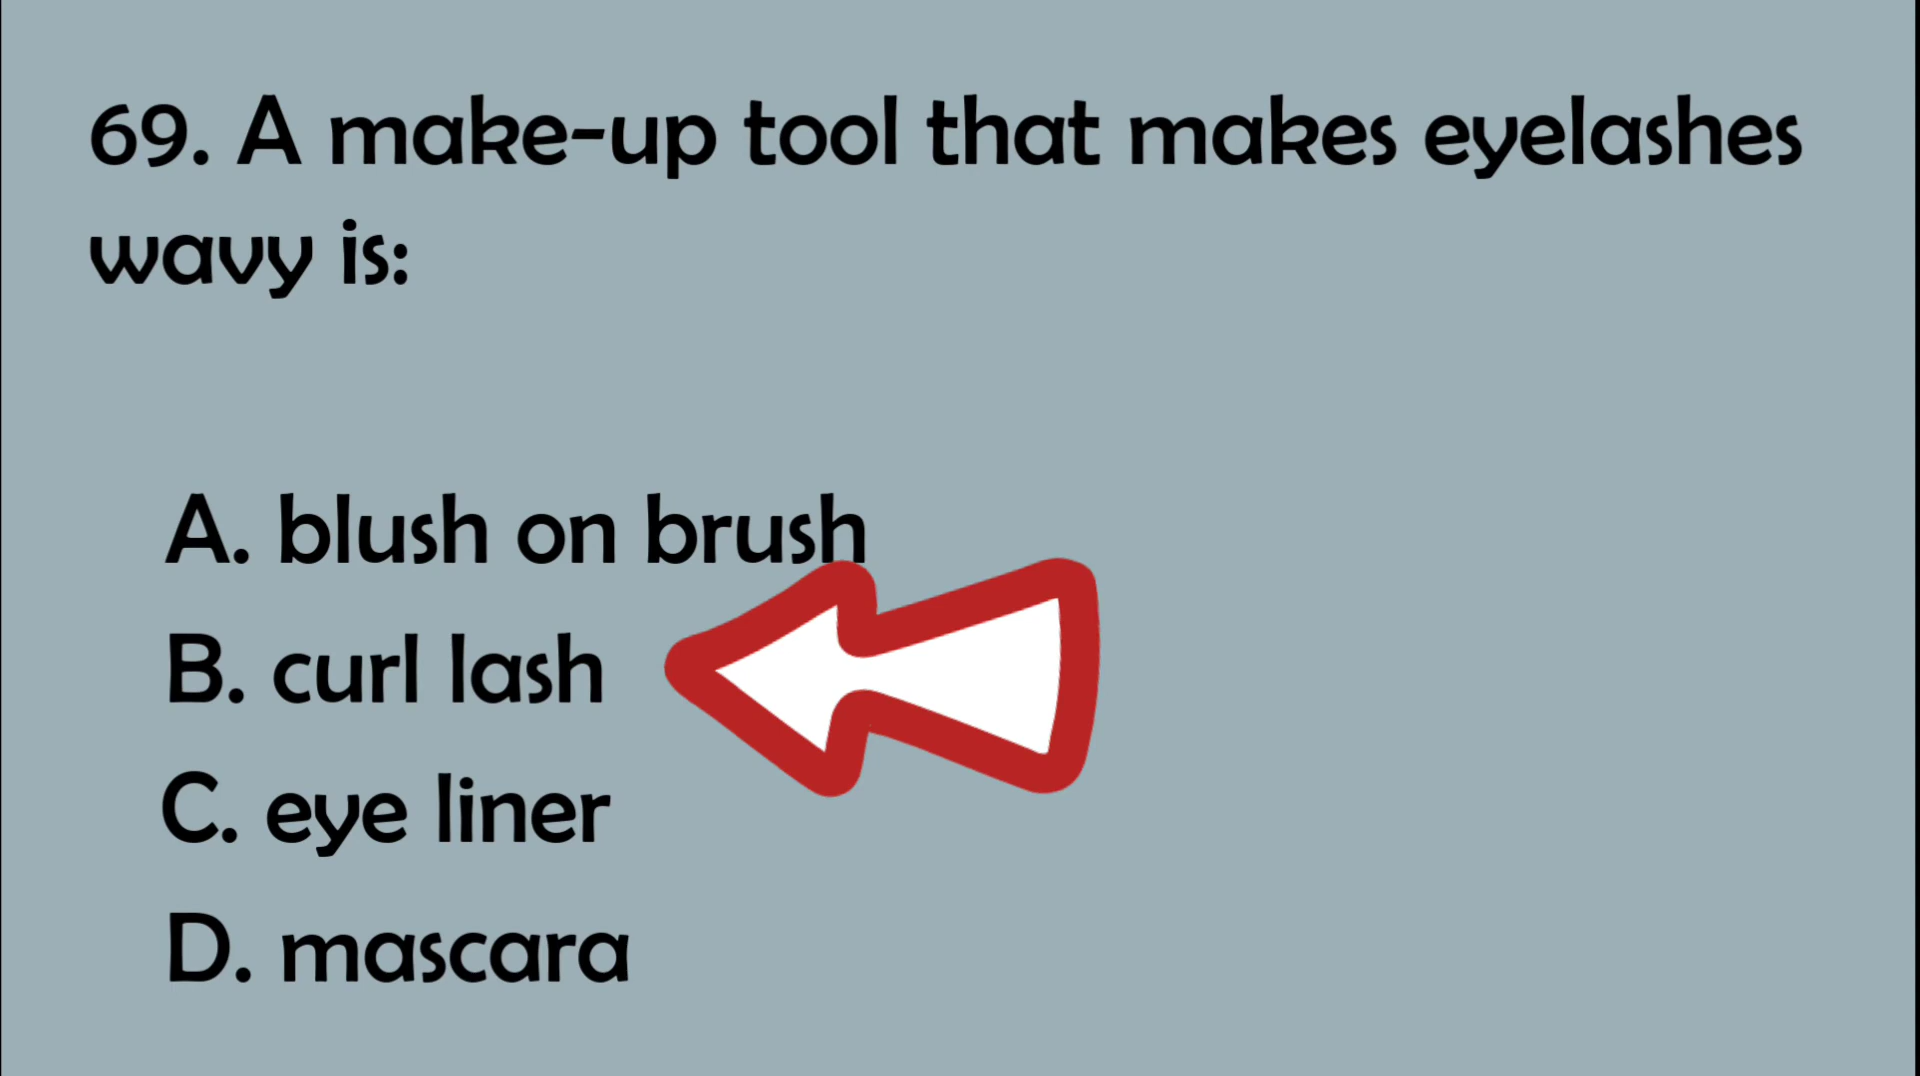 69. A make-up tool that makes eyelashes
wavy is:
A. blush on brush
B. curl lash
C. eye liner
D. mascara